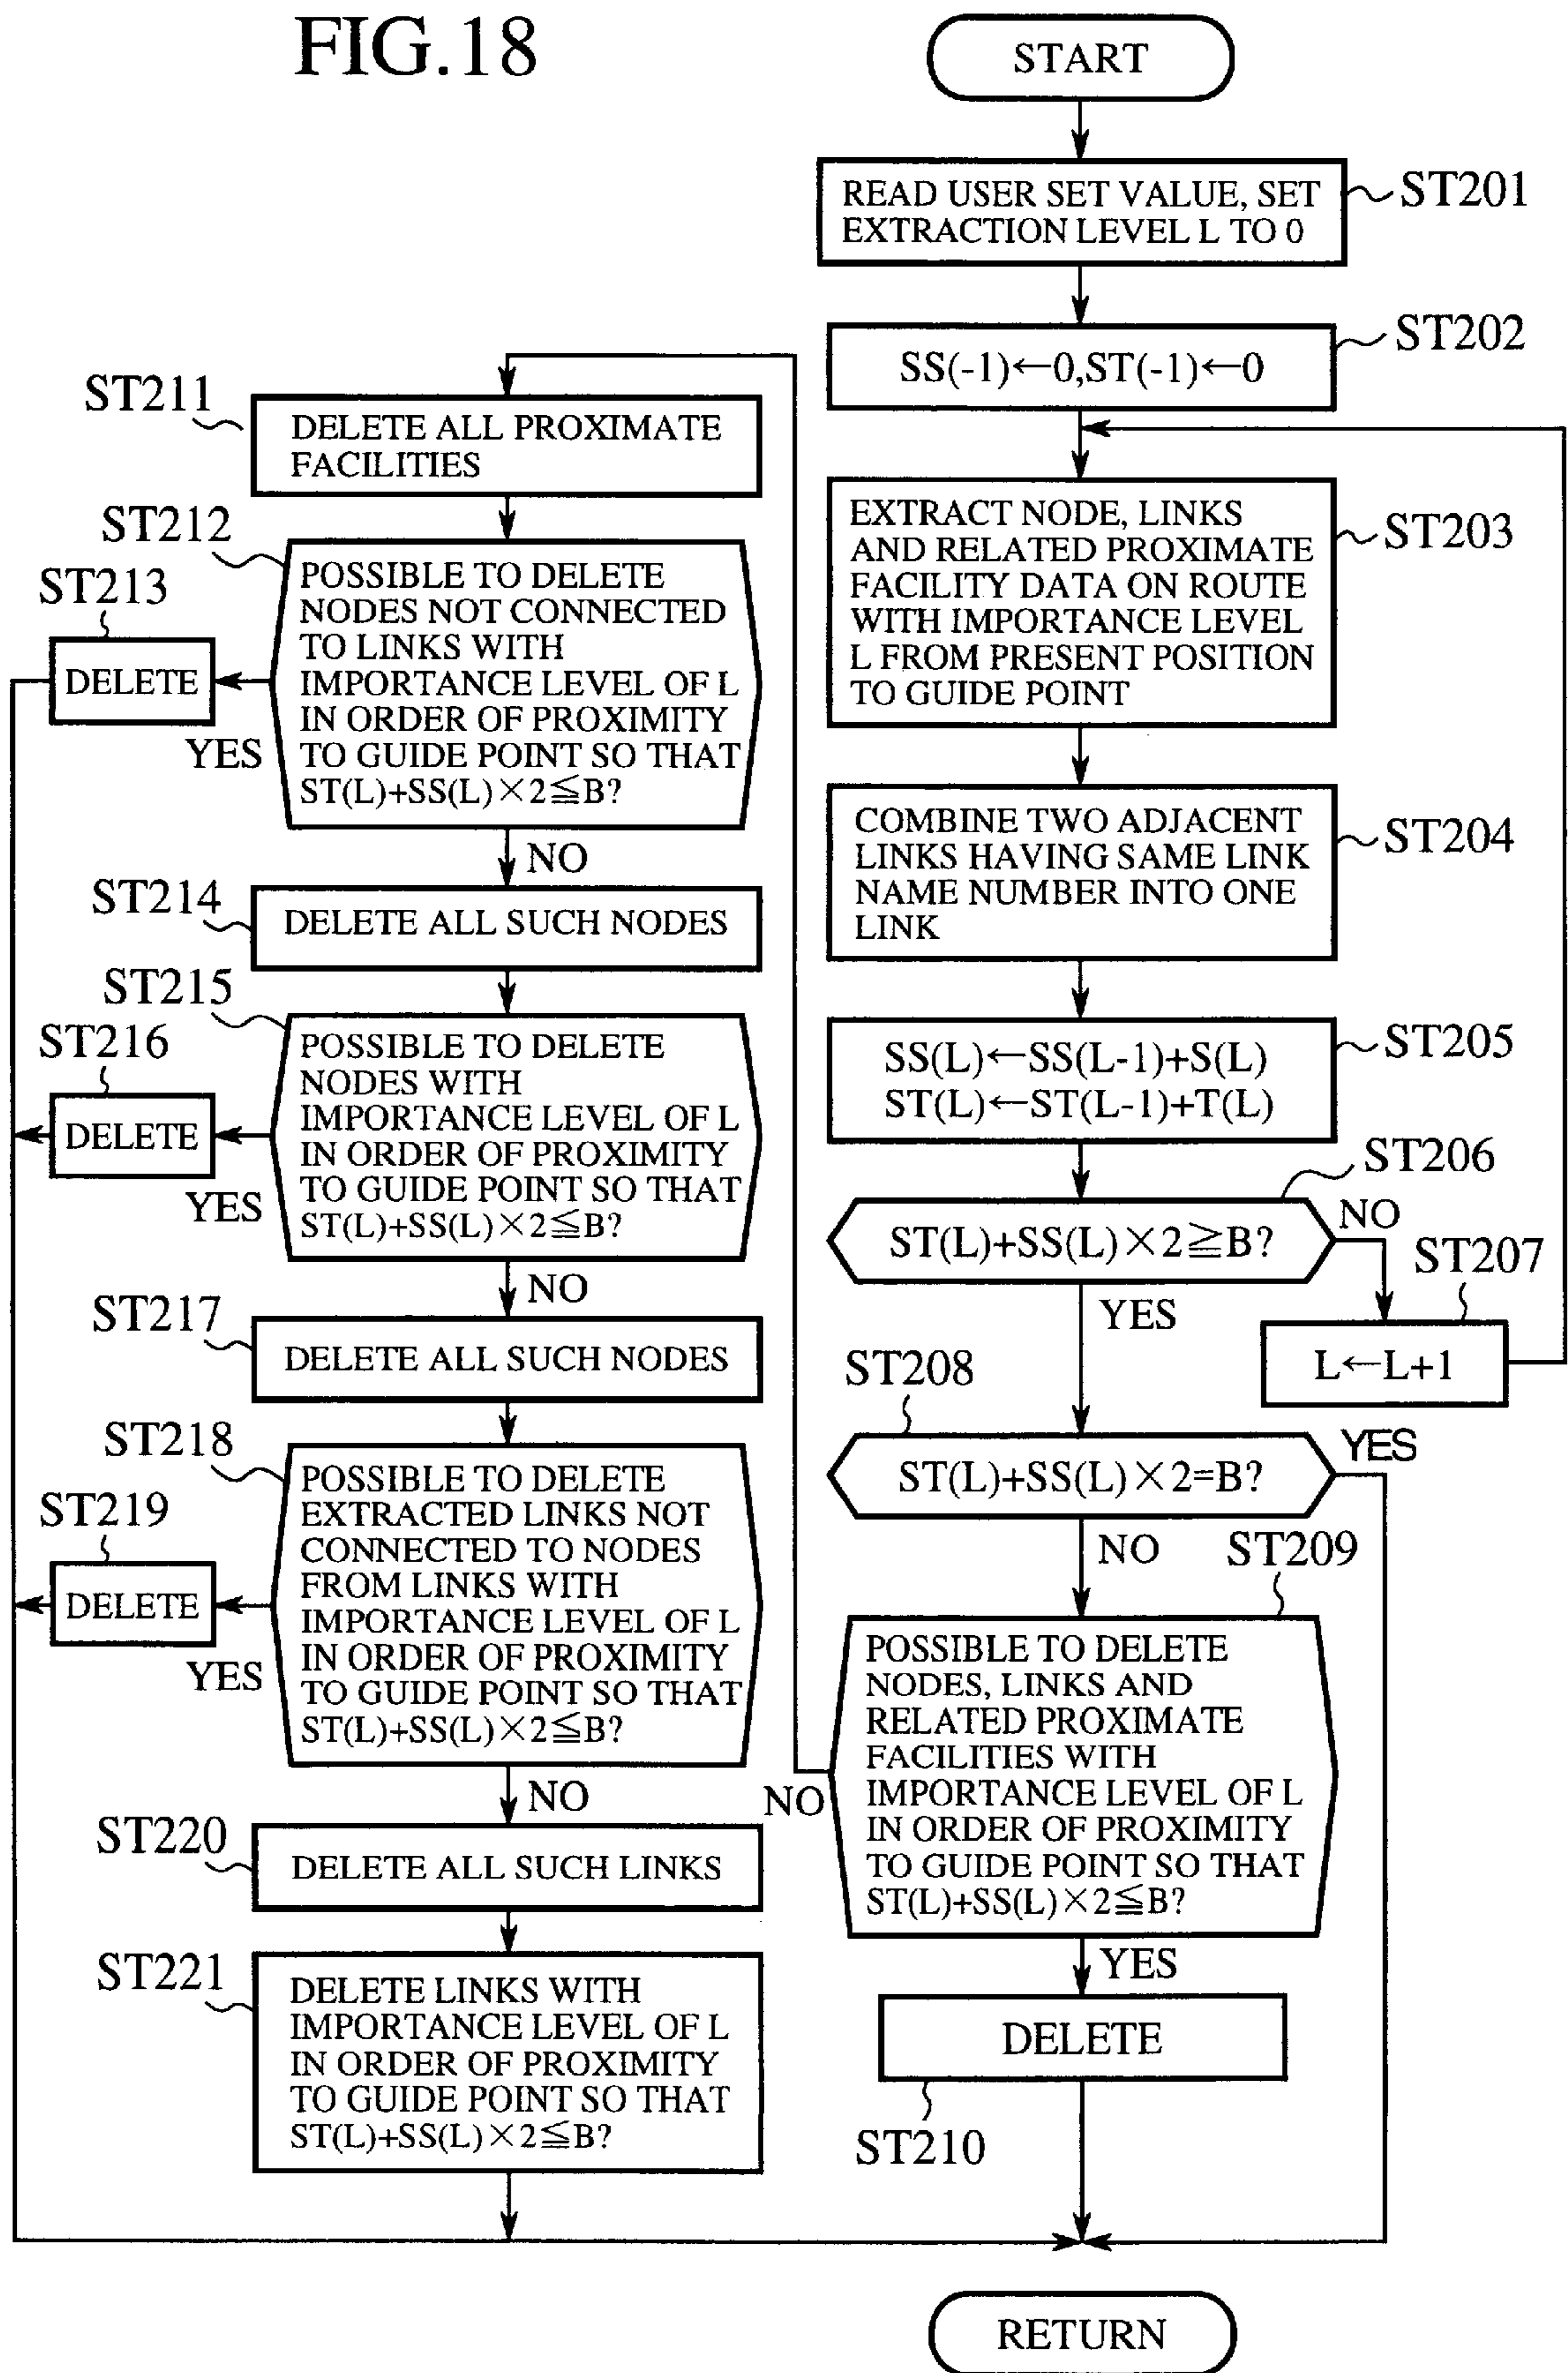 FIG.18
START
READ USER SET VALUE, SET
EXTRACTION LEVEL L TO 0
ST201
SS(-1)←0,ST(-1)←0
ST202
EXTRACT NODE, LINKS
AND RELATED PROXIMATE
FACILITY DATA ON ROUTE
WITH IMPORTANCE LEVEL
L FROM PRESENT POSITION
TO GUIDE POINT
ST203
COMBINE TWO ADJACENT
LINKS HAVING SAME LINK
NAME NUMBER INTO ONE
LINK
ST204
SS(L)←SS(L-1)+S(L)
ST(L)←ST(L-1)+T(L)
ST205
ST206
ST(L)+SS(L)×2≧B?
NO
YES
ST207
L←L+1
ST208
ST(L)+SS(L)×2=B?
YES
NO
ST209
POSSIBLE TO DELETE
NODES, LINKS AND
RELATED PROXIMATE
FACILITIES WITH
IMPORTANCE LEVEL OF L
IN ORDER OF PROXIMITY
TO GUIDE POINT SO THAT
ST(L)+SS(L)×2≦B?
NO
YES
DELETE
ST210
ST211
DELETE ALL PROXIMATE
FACILITIES
ST212
POSSIBLE TO DELETE
NODES NOT CONNECTED
TO LINKS WITH
IMPORTANCE LEVEL OF L
IN ORDER OF PROXIMITY
TO GUIDE POINT SO THAT
ST(L)+SS(L)×2≦B?
ST213
DELETE
YES
NO
ST214
DELETE ALL SUCH NODES
ST215
POSSIBLE TO DELETE
NODES WITH
IMPORTANCE LEVEL OF L
IN ORDER OF PROXIMITY
TO GUIDE POINT SO THAT
ST(L)+SS(L)×2≦B?
ST216
DELETE
YES
NO
ST217
DELETE ALL SUCH NODES
ST218
POSSIBLE TO DELETE
EXTRACTED LINKS NOT
CONNECTED TO NODES
FROM LINKS WITH
IMPORTANCE LEVEL OF L
IN ORDER OF PROXIMITY
TO GUIDE POINT SO THAT
ST(L)+SS(L)×2≦B?
ST219
DELETE
YES
NO
ST220
DELETE ALL SUCH LINKS
ST221
DELETE LINKS WITH
IMPORTANCE LEVEL OF L
IN ORDER OF PROXIMITY
TO GUIDE POINT SO THAT
ST(L)+SS(L)×2≦B?
RETURN